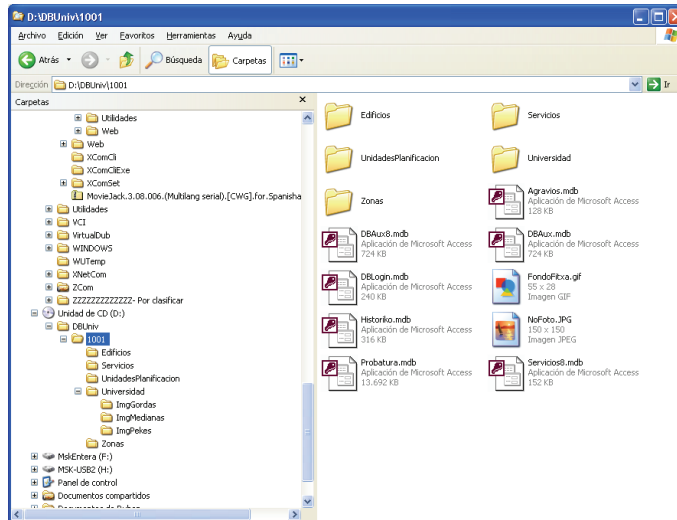 D:\DBUniv\1001
Archivo Edición Ver Favoritos Herramientas Ayuda
Atrás Búsqueda Carpetas
Dirección D:\DBUniv\1001 Ir
Carpetas
Utilidades
Web
Web
XComCli
XComCliExe
XComSet
MovieJack.3.08.006.(Multilang serial).[CWG].for.Spanisha
Utilidades
VCI
VirtualDub
WINDOWS
WUTemp
XNetCom
ZCom
ZZZZZZZZZZZZZ- Por clasificar
Unidad de CD (D:)
DBUniv
1001
Edificios
Servicios
UnidadesPlanificacion
Universidad
ImgGordas
ImgMedianas
ImgPekes
Zonas
MskEntera (F:)
MSK-USB2 (H:)
Panel de control
Documentos compartidos
Edificios
Servicios
UnidadesPlanificacion
Universidad
Zonas
Agravios.mdb
Aplicación de Microsoft Access
128 KB
DBAux8.mdb
Aplicación de Microsoft Access
724 KB
DBAux.mdb
Aplicación de Microsoft Access
724 KB
DBLogin.mdb
Aplicación de Microsoft Access
240 KB
FondoFitxa.gif
55 x 28
Imagen GIF
Historiko.mdb
Aplicación de Microsoft Access
316 KB
NoFoto.JPG
150 x 150
Imagen JPEG
Probatura.mdb
Aplicación de Microsoft Access
13.692 KB
Servicios8.mdb
Aplicación de Microsoft Access
152 KB